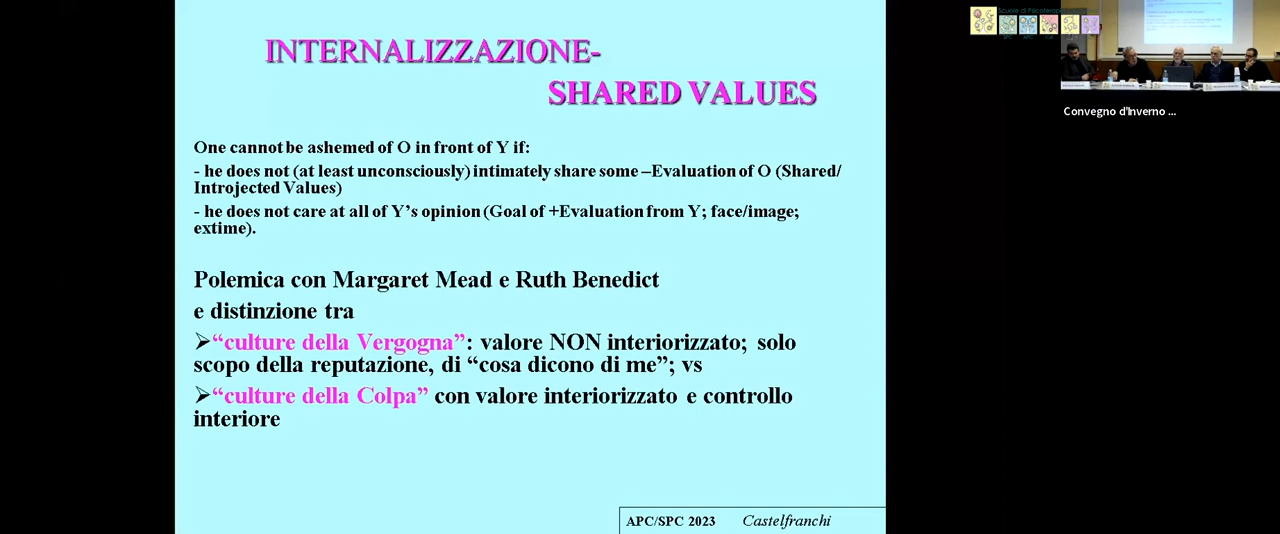 INTERNALIZZAZIONE-
SHARED VALUES
One cannot be ashemed of O in front of Y if:
- he does not (at least unconsciously) intimately share some –Evaluation of O (Shared/
Introjected Values)
- he does not care at all of Y's opinion (Goal of +Evaluation from Y; face/image;
extime).
Polemica con Margaret Mead e Ruth Benedict
e distinzione tra
➢“culture della Vergogna”: valore NON interiorizzato; solo
scopo della reputazione, di “cosa dicono di me”; vs
➢“culture della Colpa” con valore interiorizzato e controllo
interiore
APC/SPC 2023 Castelfranchi
Scuole di Psicoterap
Convegno d'Inverno ...